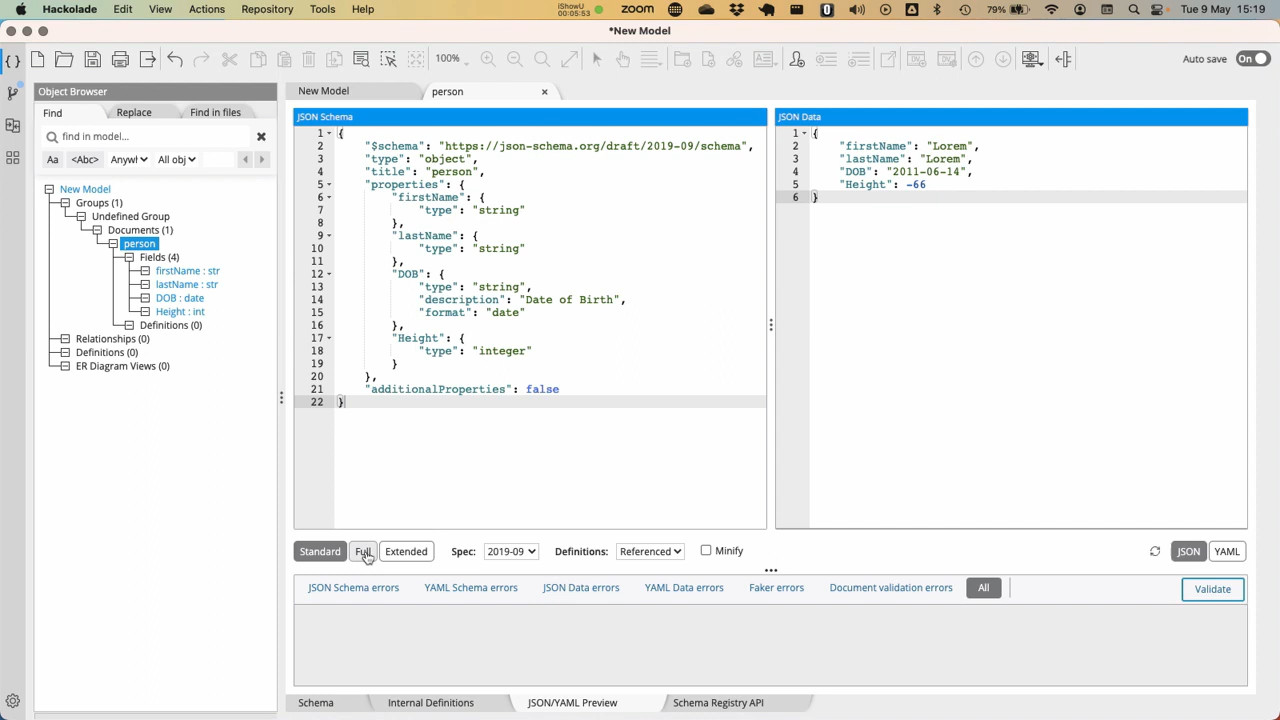 Hackolade File Edit View Actions Repository Tools Help iShowU 00:05:53 zoom 79% Tue 9 May 15:19
*New Model
100% Auto save On
Object Browser
Find Replace Find in files
find in model...
Aa <Abc> Anywh All obj
New Model
Groups (1)
Undefined Group
Documents (1)
person
Fields (4)
firstName : str
lastName : str
DOB : date
Height : int
Definitions (0)
Relationships (0)
Definitions (0)
ER Diagram Views (0)
New Model person
JSON Schema
1 {
2 "$schema": "https://json-schema.org/draft/2019-09/schema",
3 "type": "object",
4 "title": "person",
5 "properties": {
6 "firstName": {
7 "type": "string"
8 },
9 "lastName": {
10 "type": "string"
11 },
12 "DOB": {
13 "type": "string",
14 "description": "Date of Birth",
15 "format": "date"
16 },
17 "Height": {
18 "type": "integer"
19 }
20 },
21 "additionalProperties": false
22 }
JSON Data
1 {
2 "firstName": "Lorem",
3 "lastName": "Lorem",
4 "DOB": "2011-06-14",
5 "Height": -66
6 }
Standard Full Extended Spec: 2019-09 Definitions: Referenced Minify JSON YAML
JSON Schema errors YAML Schema errors JSON Data errors YAML Data errors Faker errors Document validation errors All Validate
Schema Internal Definitions JSON/YAML Preview Schema Registry API